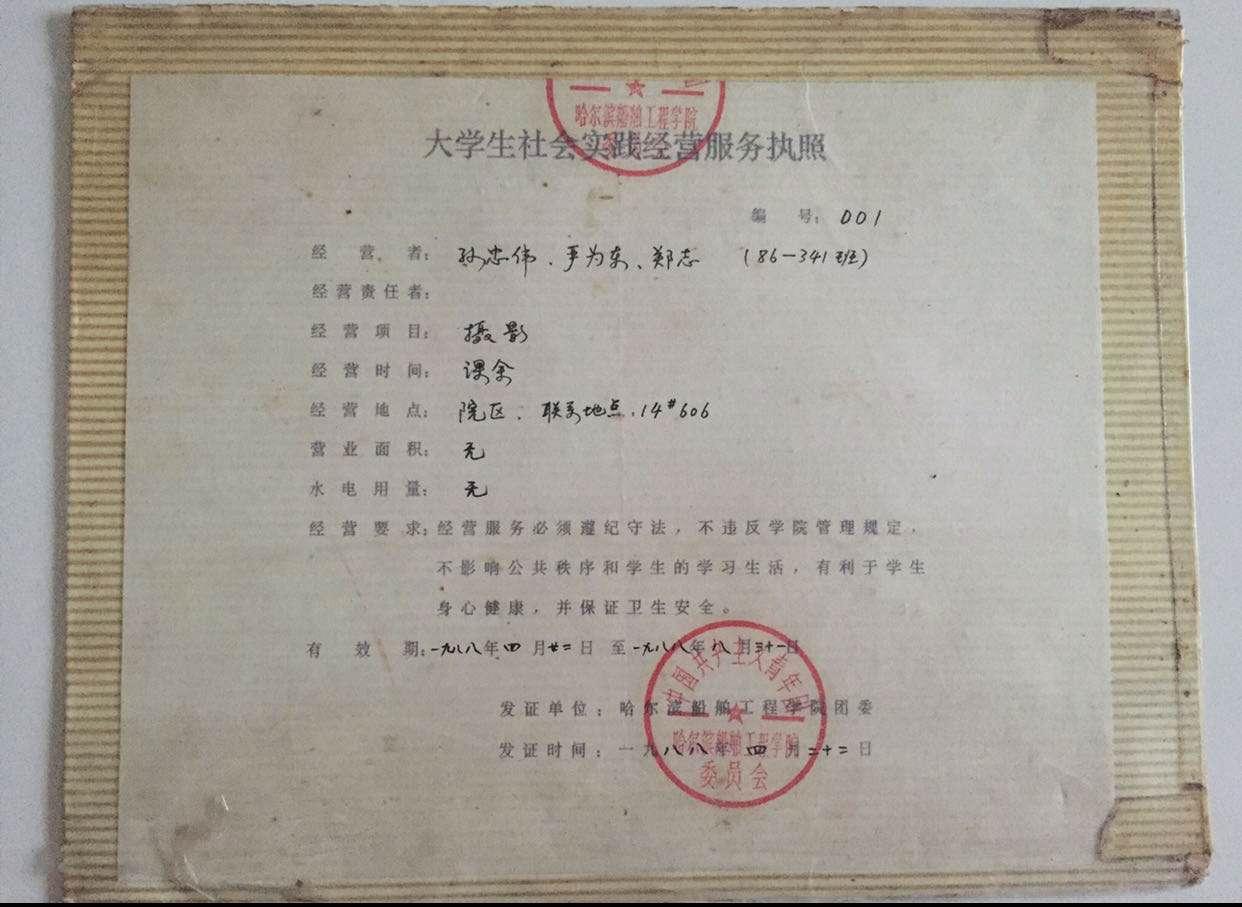 哈尔滨船舶工程学院
大学生社会实践经营服务执照
编号：001
经营者：孙忠伟、严为东、郑志 （86—341班）
经营责任者：
经营项目：摄影
经营时间：课余
经营地点：院区、联系地点：14#606
营业面积：无
水电用量：无
经营要求：经营服务必须遵纪守法，不违反学院管理规定，
不影响公共秩序和学生的学习生活，有利于学生
身心健康，并保证卫生安全。
有效期：一九八八年四月廿二日至一九八八年八月三十一日
发证单位：哈尔滨船舶工程学院团委
发证时间：一九八八年四月二十二日
中国共产主义青年团
哈尔滨船舶工程学院
委员会